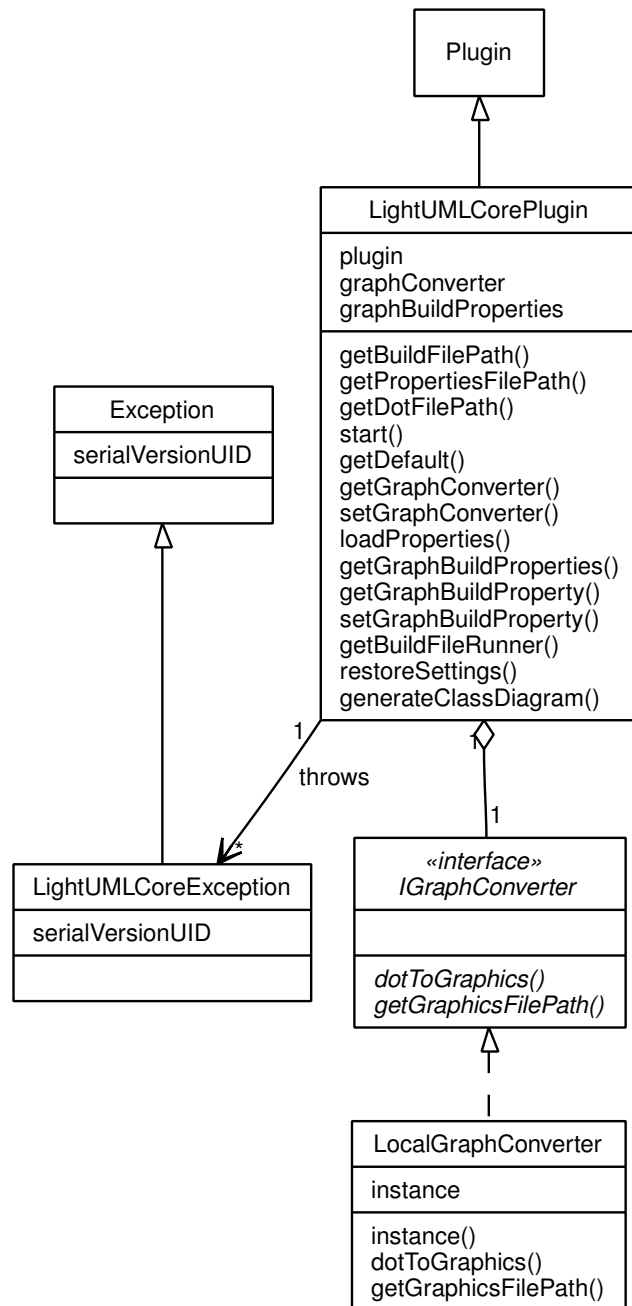 Plugin
LightUMLCorePlugin
plugin
graphConverter
graphBuildProperties
getBuildFilePath()
getPropertiesFilePath()
getDotFilePath()
start()
getDefault()
getGraphConverter()
setGraphConverter()
loadProperties()
getGraphBuildProperties()
getGraphBuildProperty()
setGraphBuildProperty()
getBuildFileRunner()
restoreSettings()
generateClassDiagram()
Exception
serialVersionUID
1
1
throws
1
*
LightUMLCoreException
serialVersionUID
«interface»
IGraphConverter
dotToGraphics()
getGraphicsFilePath()
LocalGraphConverter
instance
instance()
dotToGraphics()
getGraphicsFilePath()